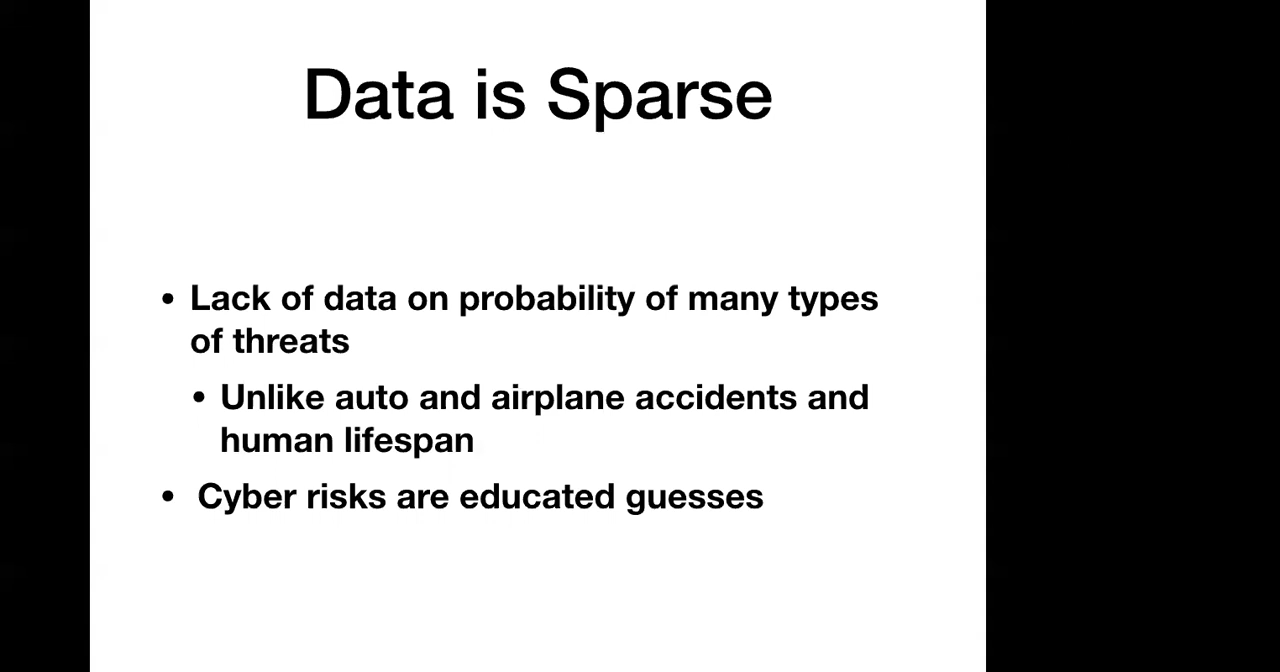 Data is Sparse
• Lack of data on probability of many types
of threats
• Unlike auto and airplane accidents and
human lifespan
• Cyber risks are educated guesses